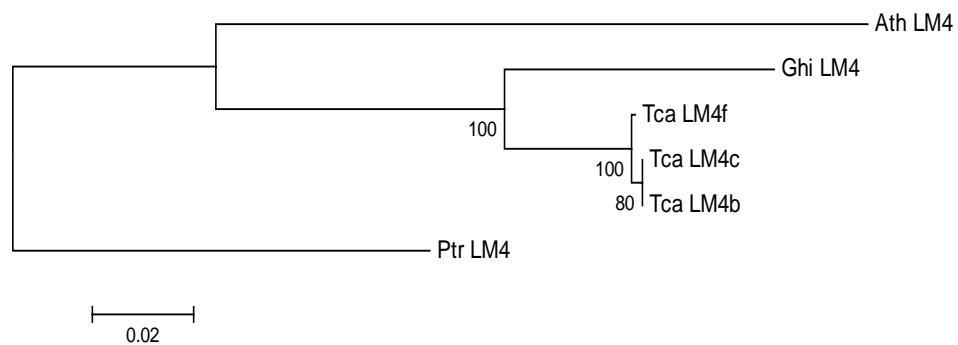 Ath LM4
Ghi LM4
100
Tca LM4f
100
Tca LM4c
80
Tca LM4b
Ptr LM4
0.02